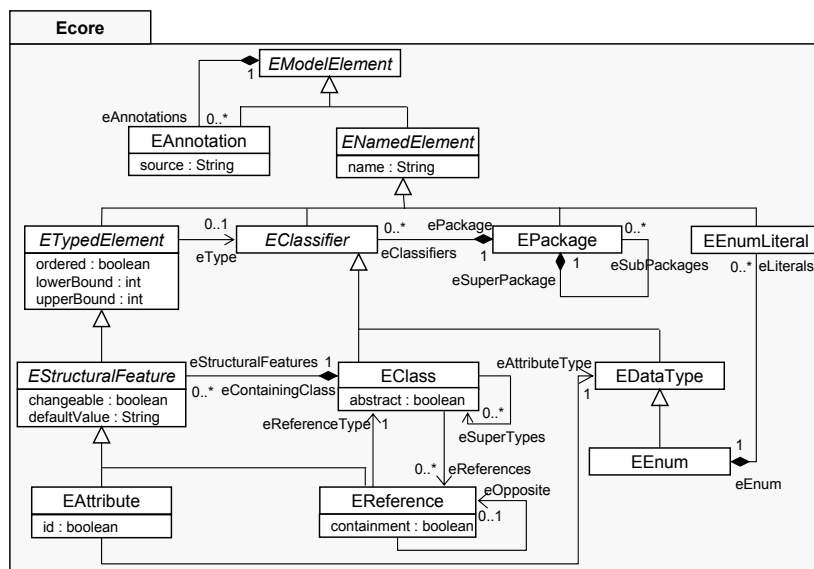 Ecore
EModelElement
1
eAnnotations
0..*
EAnnotation
source : String
ENamedElement
name : String
ETypedElement
ordered : boolean
lowerBound : int
upperBound : int
0..1
eType
EClassifier
0..*
eClassifiers
ePackage
1
EPackage
0..*
eSubPackages
1
eSuperPackage
EEnumLiteral
0..*
eLiterals
EStructuralFeature
changeable : boolean
defaultValue : String
eStructuralFeatures
0..*
1
eContainingClass
EClass
abstract : boolean
0..*
eSuperTypes
eAttributeType
1
EDataType
eReferenceType
1
0..*
eReferences
EEnum
1
eEnum
EAttribute
id : boolean
EReference
containment : boolean
eOpposite
0..1